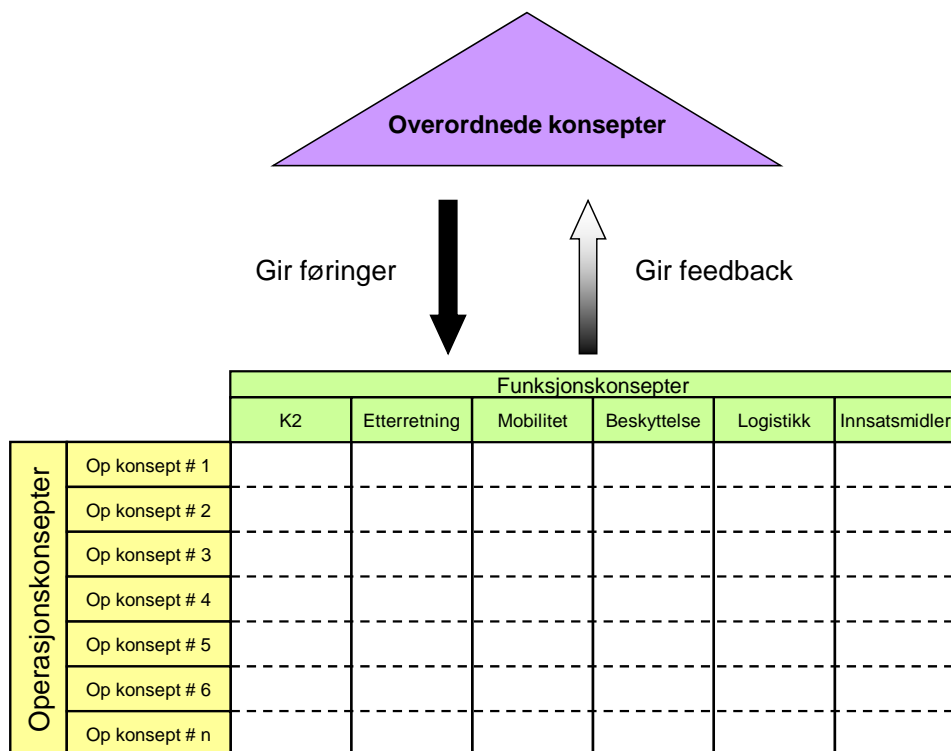 Overordnede konsepter
Gir føringer
Gir feedback
Funksjonskonsepter
K2
Etterretning
Mobilitet
Beskyttelse
Logistikk
Innsatsmidler
Operasjonskonsepter
Op konsept # 1
Op konsept # 2
Op konsept # 3
Op konsept # 4
Op konsept # 5
Op konsept # 6
Op konsept # n